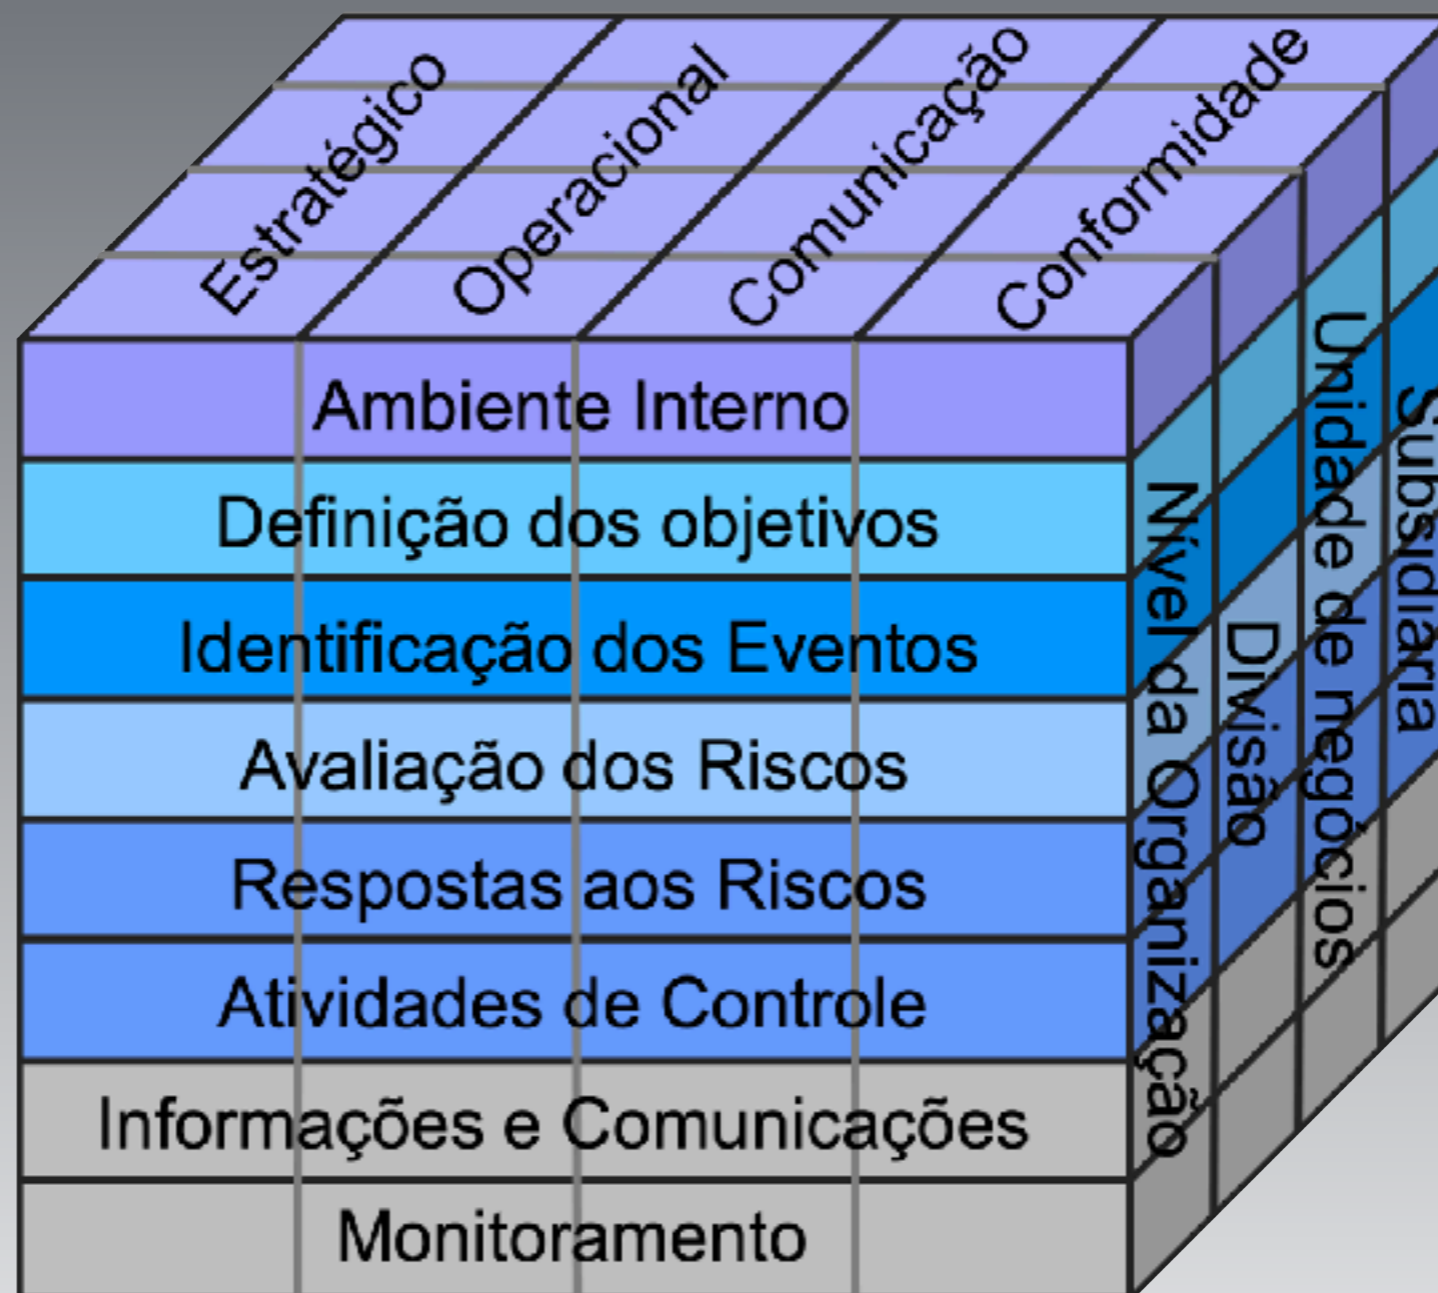 Estratégico
Operacional
Comunicação
Conformidade
Ambiente Interno
Definição dos objetivos
Identificação dos Eventos
Avaliação dos Riscos
Respostas aos Riscos
Atividades de Controle
Informações e Comunicações
Monitoramento
Nível da Organização
Divisão
Unidade de negócios
Subsidiária